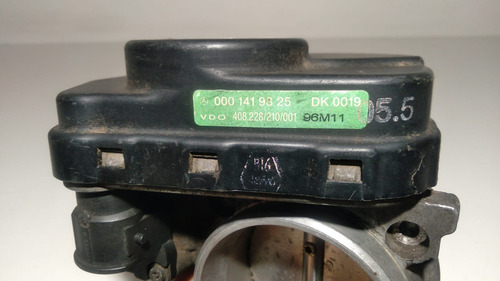 000 141 93 25 DK 0019
VDO 408.228/210/001 96M11
05.5